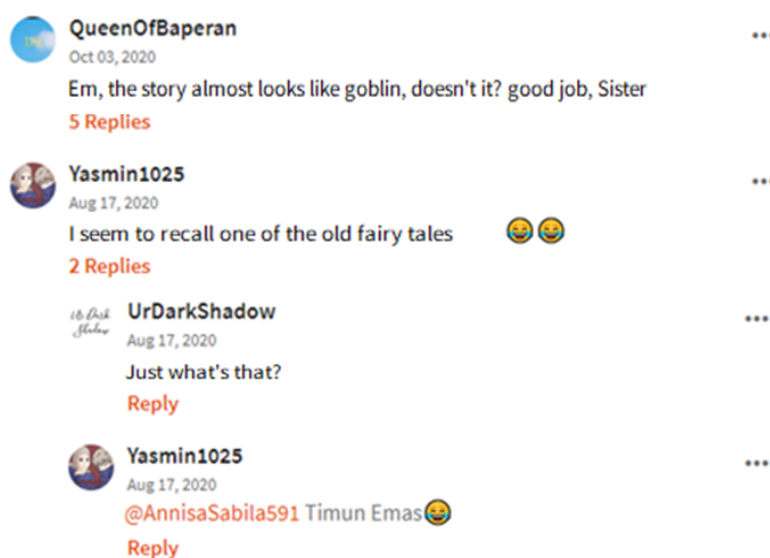 QueenOfBaperan
Oct 03, 2020
Em, the story almost looks like goblin, doesn't it? good job, Sister
5 Replies
Yasmin1025
Aug 17, 2020
I seem to recall one of the old fairy tales 😂😂
2 Replies
UrDarkShadow
Aug 17, 2020
Just what's that?
Reply
Yasmin1025
Aug 17, 2020
@AnnisaSabila591 Timun Emas😂
Reply